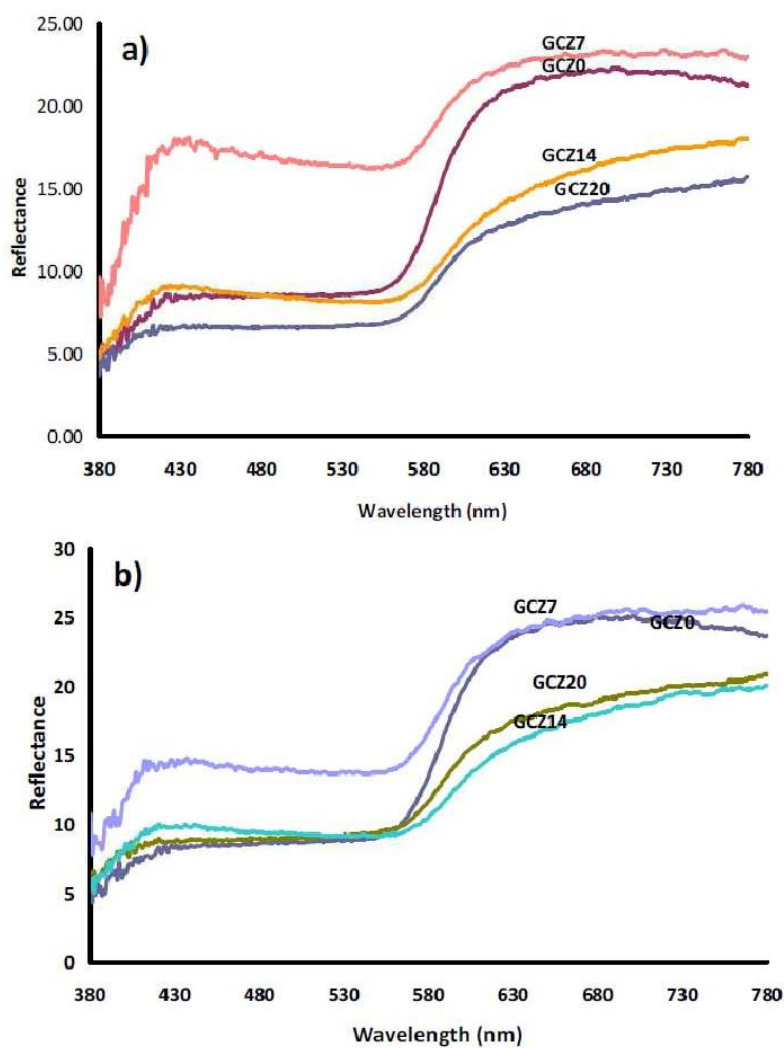 25.00
a)
GCZ7
GCZ0
20.00
GCZ14
15.00
GCZ20
Reflectance
10.00
5.00
0.00
380 430 480 530 580 630 680 730 780
Wavelength (nm)
30
b)
GCZ7
25
GCZ0
GCZ20
20
GCZ14
Reflectance
15
10
5
0
380 430 480 530 580 630 680 730 780
Wavelength (nm)